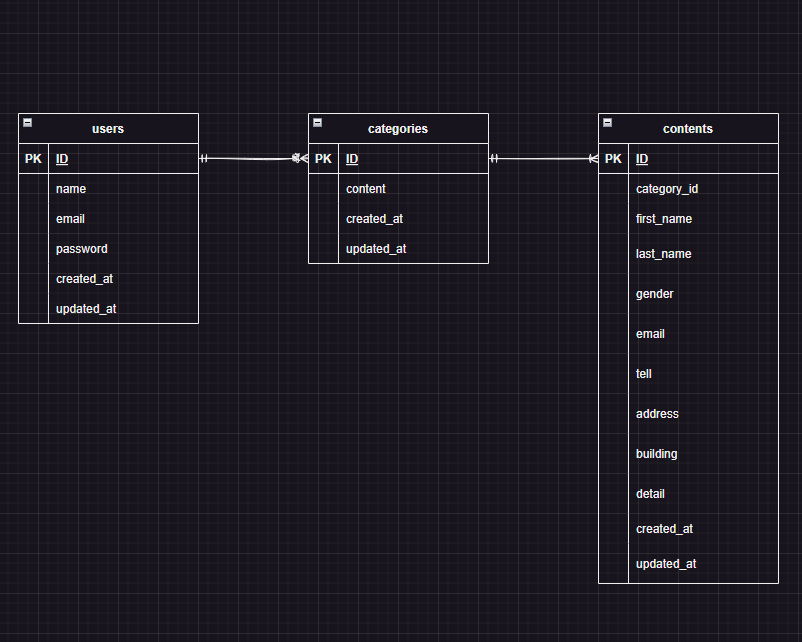 users
PK ID
name
email
password
created_at
updated_at
categories
PK ID
content
created_at
updated_at
contents
PK ID
category_id
first_name
last_name
gender
email
tell
address
building
detail
created_at
updated_at